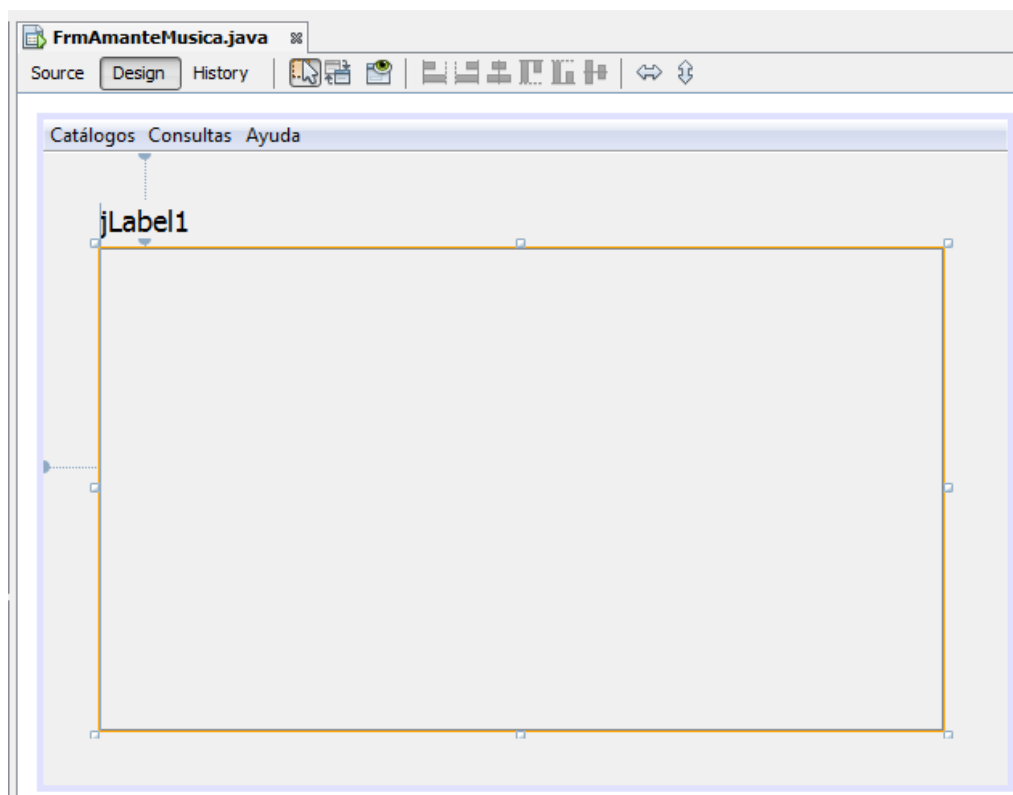 FrmAmanteMusica.java
Source Design History
Catálogos Consultas Ayuda
jLabel1